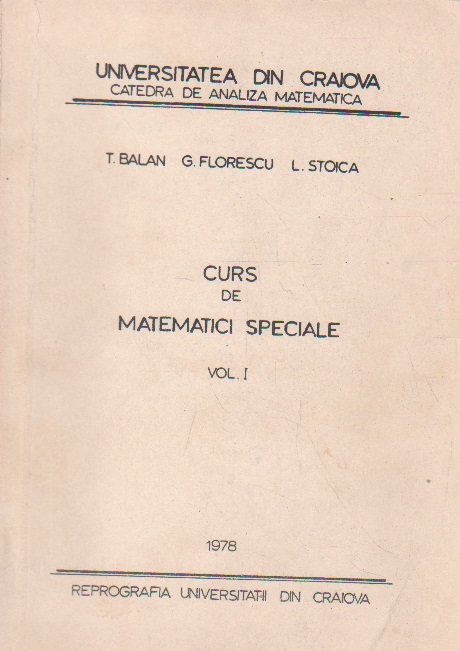 UNIVERSITATEA DIN CRAIOVA
CATEDRA DE ANALIZA MATEMATICA
T. BALAN G. FLORESCU L. STOICA
CURS
DE
MATEMATICI SPECIALE
VOL. I
1978
REPROGRAFIA UNIVERSITATII DIN CRAIOVA